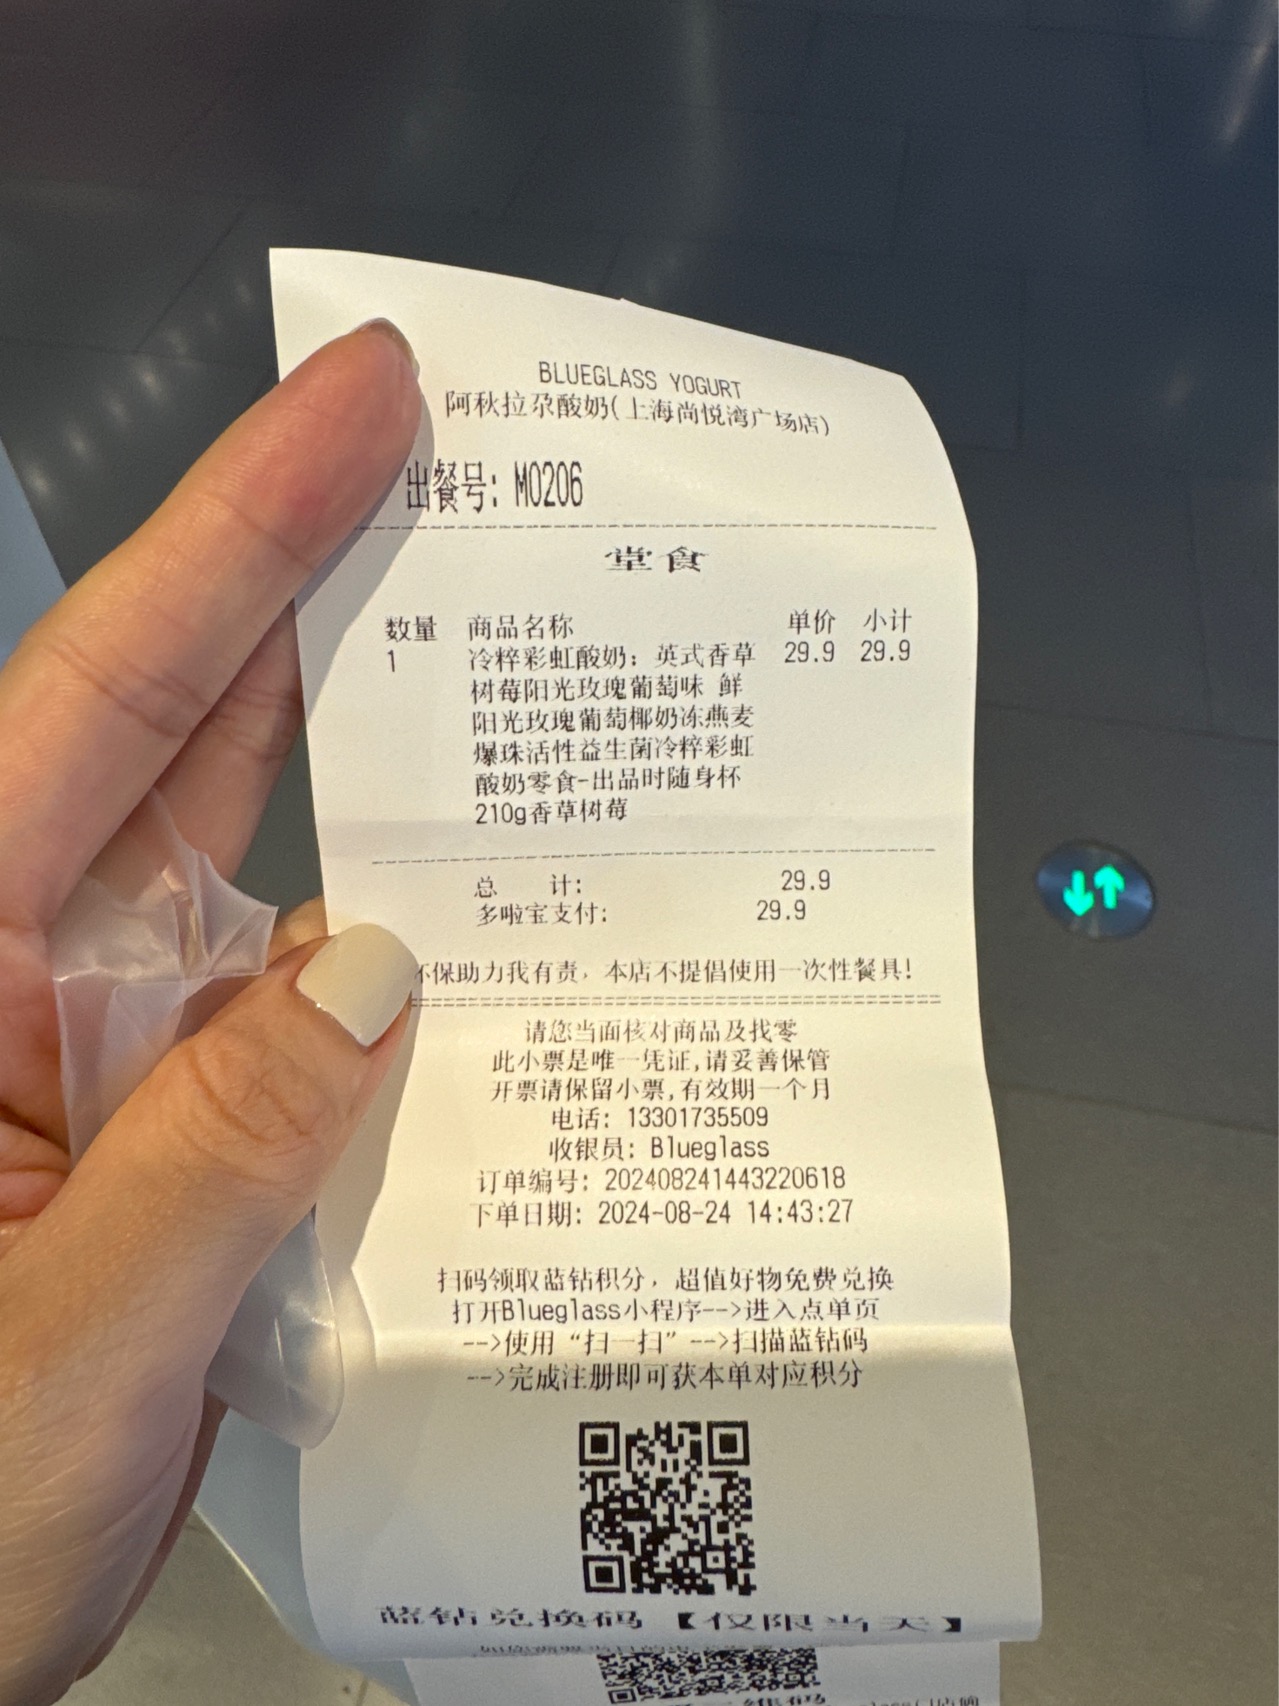 BLUEGLASS YOGURT
阿秋拉尕酸奶(上海尚悦湾广场店)
出餐号: M0206
堂食
数量 商品名称 单价 小计
1 冷粹彩虹酸奶: 英式香草 29.9 29.9
树莓阳光玫瑰葡萄味 鲜
阳光玫瑰葡萄椰奶冻燕麦
爆珠活性益生菌冷粹彩虹
酸奶零食-出品时随身杯
210g香草树莓
总 计: 29.9
多啦宝支付: 29.9
环保助力我有责, 本店不提倡使用一次性餐具!
请您当面核对商品及找零
此小票是唯一凭证,请妥善保管
开票请保留小票,有效期一个月
电话: 13301735509
收银员: Blueglass
订单编号: 202408241443220618
下单日期: 2024-08-24 14:43:27
扫码领取蓝钻积分, 超值好物免费兑换
打开Blueglass小程序-->进入点单页
-->使用“扫一扫”-->扫描蓝钻码
-->完成注册即可获本单对应积分
蓝钻兑换码【仅限当天】
二维码